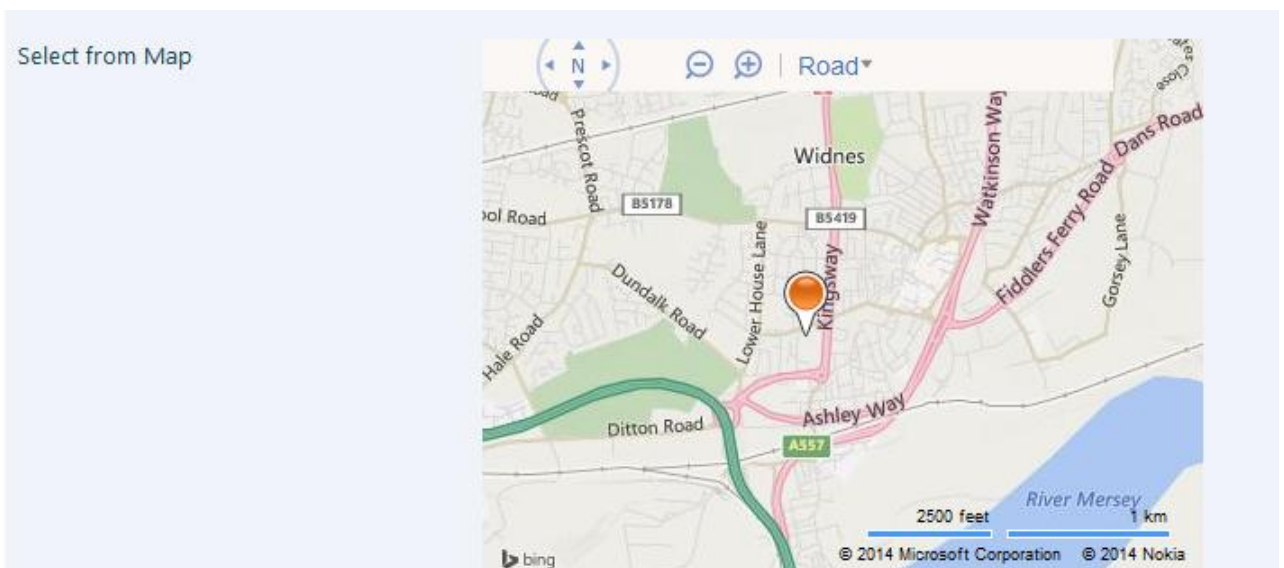 Select from Map
N
Road
Prescot Road
Widnes
Watkinson Way
Dans Road
B5178
ool Road
B5419
Lower House Lane
Kingsway
Fiddlers Ferry Road
Gorsey Lane
Dundalk Road
Hale Road
Ashley Way
Ditton Road
A557
River Mersey
2500 feet
1 km
bing
© 2014 Microsoft Corporation
© 2014 Nokia
Close